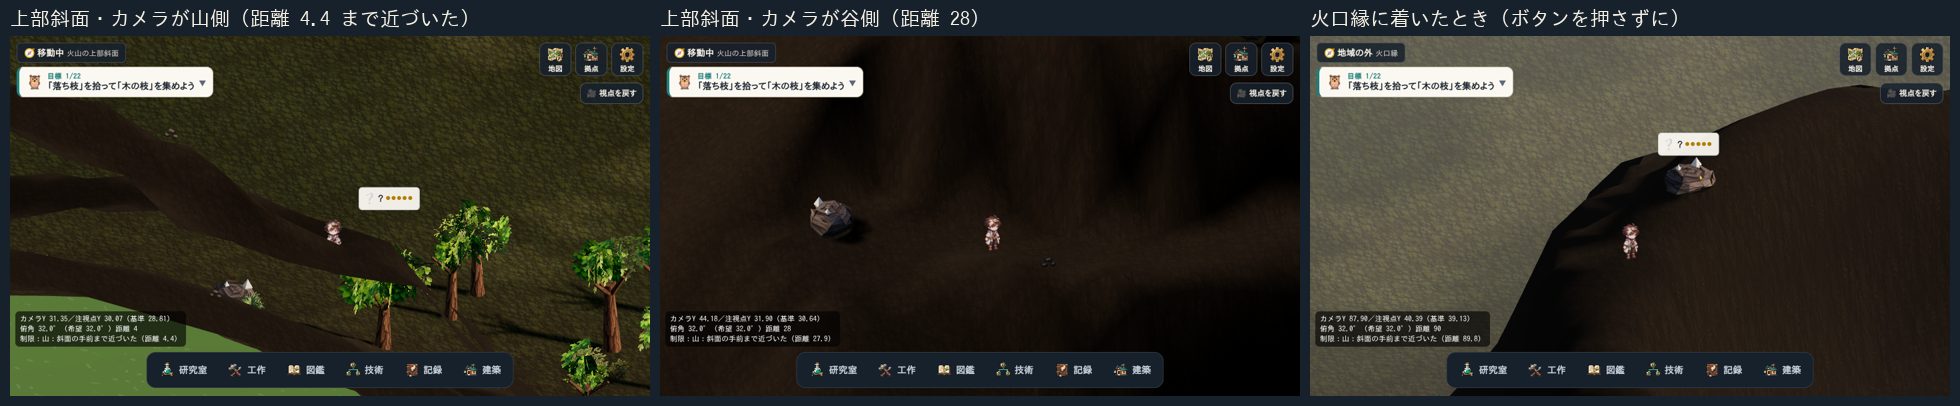 上部斜面・カメラが山側（距離 4.4 まで近づいた）
移動中 火山の上部斜面
地図
拠点
設定
目標 1/22
「落ち枝」を拾って「木の枝」を集めよう ▼
視点を戻す
? ●●●●●
カメラY 31.35／注視点Y 30.07（基準 28.81）
俯角 32.0°（希望 32.0°）距離 4
制限：山：斜面の手前まで近づいた（距離 4.4）
研究室
工作
図鑑
技術
記録
建築
上部斜面・カメラが谷側（距離 28）
移動中 火山の上部斜面
地図
拠点
設定
目標 1/22
「落ち枝」を拾って「木の枝」を集めよう ▼
視点を戻す
カメラY 44.18／注視点Y 31.90（基準 30.64）
俯角 32.0°（希望 32.0°）距離 28
制限：山：斜面の手前まで近づいた（距離 27.9）
研究室
工作
図鑑
技術
記録
建築
火口縁に着いたとき（ボタンを押さずに）
地域の外 火口縁
地図
拠点
設定
目標 1/22
「落ち枝」を拾って「木の枝」を集めよう ▼
視点を戻す
? ●●●●●
カメラY 87.90／注視点Y 40.39（基準 39.13）
俯角 32.0°（希望 32.0°）距離 90
制限：山：斜面の手前まで近づいた（距離 89.8）
研究室
工作
図鑑
技術
記録
建築